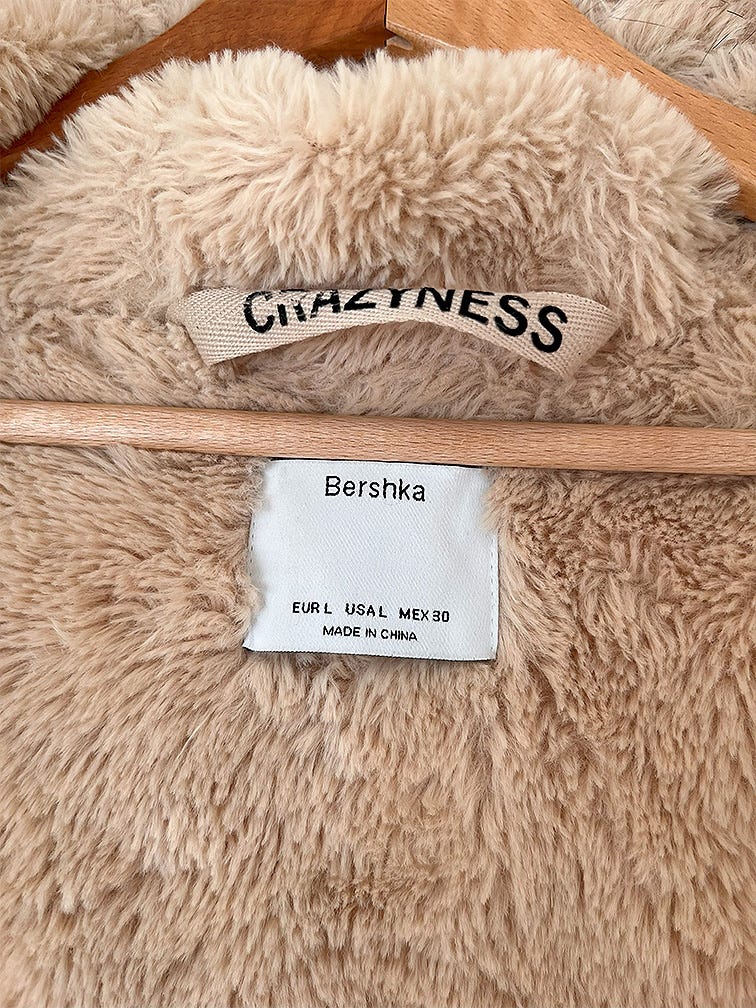 CRAZYNESS
Bershka
EUR L USA L MEX 30
MADE IN CHINA